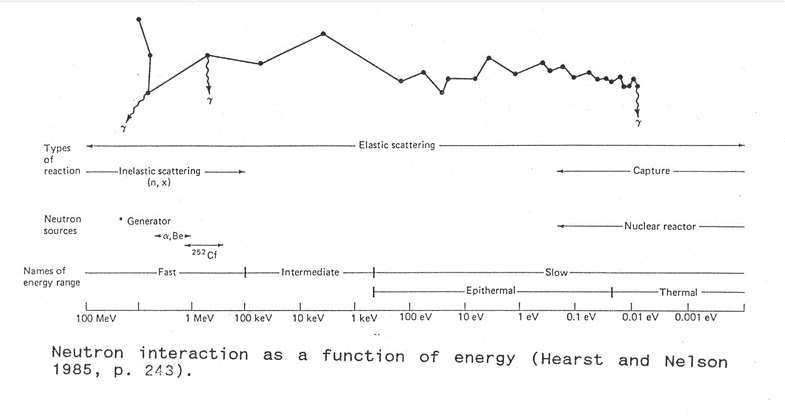 γ
γ
γ
Types of reaction
Elastic scattering
Inelastic scattering (n, x)
Capture
Neutron sources
* Generator
α,Be
252Cf
Nuclear reactor
Names of energy range
Fast
Intermediate
Slow
Epithermal
Thermal
100 MeV 1 MeV 100 keV 10 keV 1 keV 100 eV 10 eV 1 eV 0.1 eV 0.01 eV 0.001 eV
Neutron interaction as a function of energy (Hearst and Nelson
1985, p. 243).